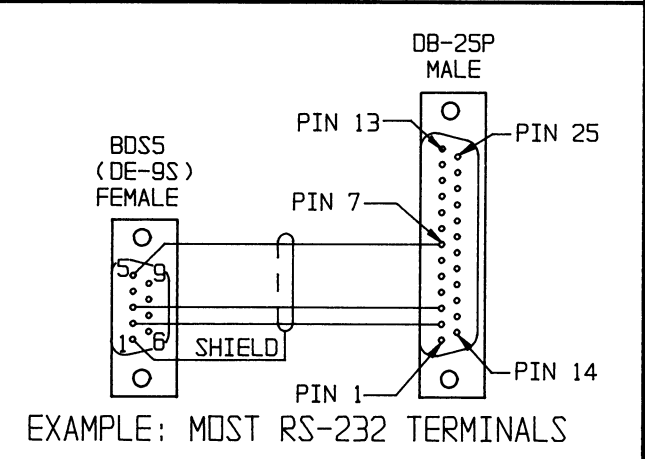 DB-25P
MALE
PIN 13
PIN 25
BDS5
(DE-9S)
FEMALE
PIN 7
5
9
1
6
SHIELD
PIN 14
PIN 1
EXAMPLE: MOST RS-232 TERMINALS